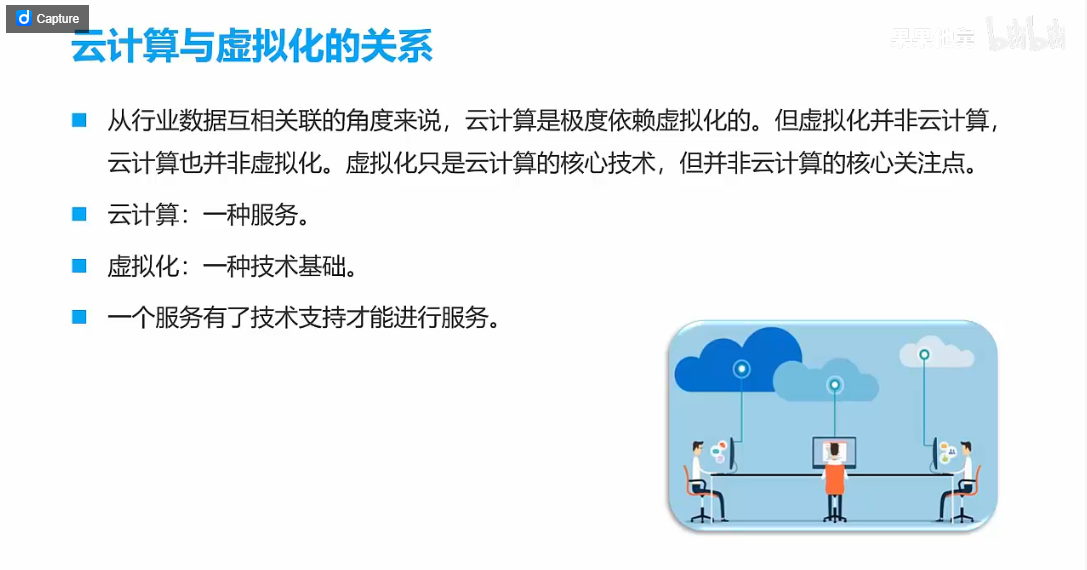 Capture
云计算与虚拟化的关系
从行业数据互相关联的角度来说，云计算是极度依赖虚拟化的。但虚拟化并非云计算，
云计算也并非虚拟化。虚拟化只是云计算的核心技术，但并非云计算的核心关注点。
云计算：一种服务。
虚拟化：一种技术基础。
一个服务有了技术支持才能进行服务。